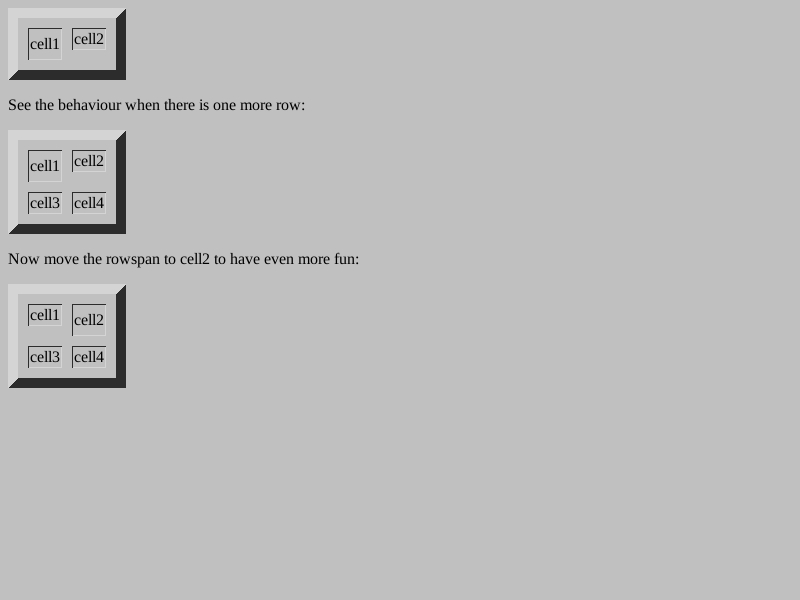 cell1 cell2
See the behaviour when there is one more row:
cell1 cell2
cell3 cell4
Now move the rowspan to cell2 to have even more fun:
cell1 cell2
cell3 cell4